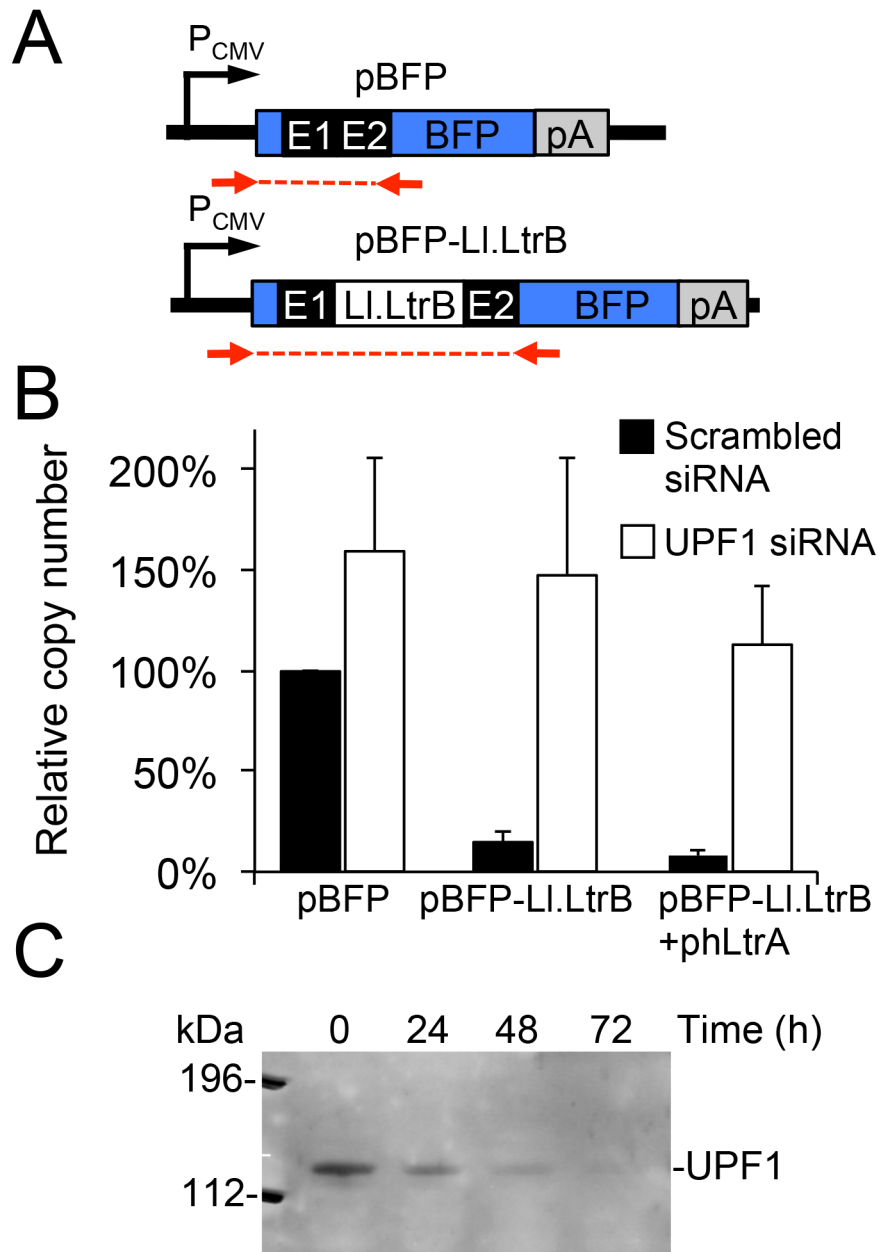 A
PCMV
pBFP
E1 E2 BFP pA
PCMV
pBFP-Ll.LtrB
E1 Ll.LtrB E2 BFP pA
B
Relative copy number
200%
150%
100%
50%
0%
Scrambled
siRNA
UPF1 siRNA
pBFP
pBFP-Ll.LtrB
pBFP-Ll.LtrB
+phLtrA
C
kDa 0 24 48 72 Time (h)
196-
-UPF1
112-